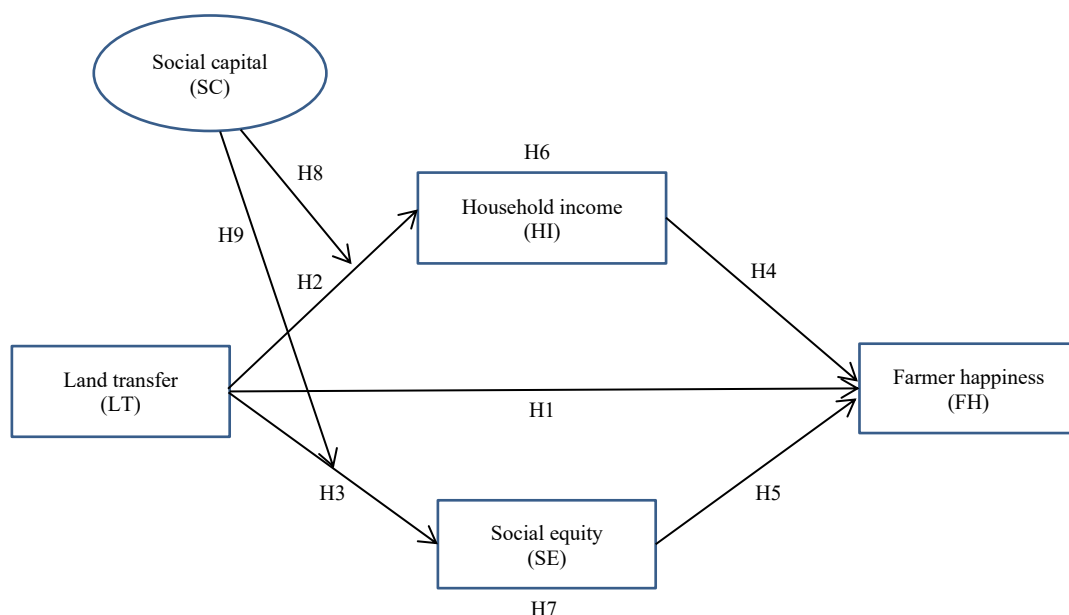 Social capital
(SC)
H6
H8
Household income
(HI)
H9
H2
H4
Land transfer
(LT)
Farmer happiness
(FH)
H1
H3
H5
Social equity
(SE)
H7